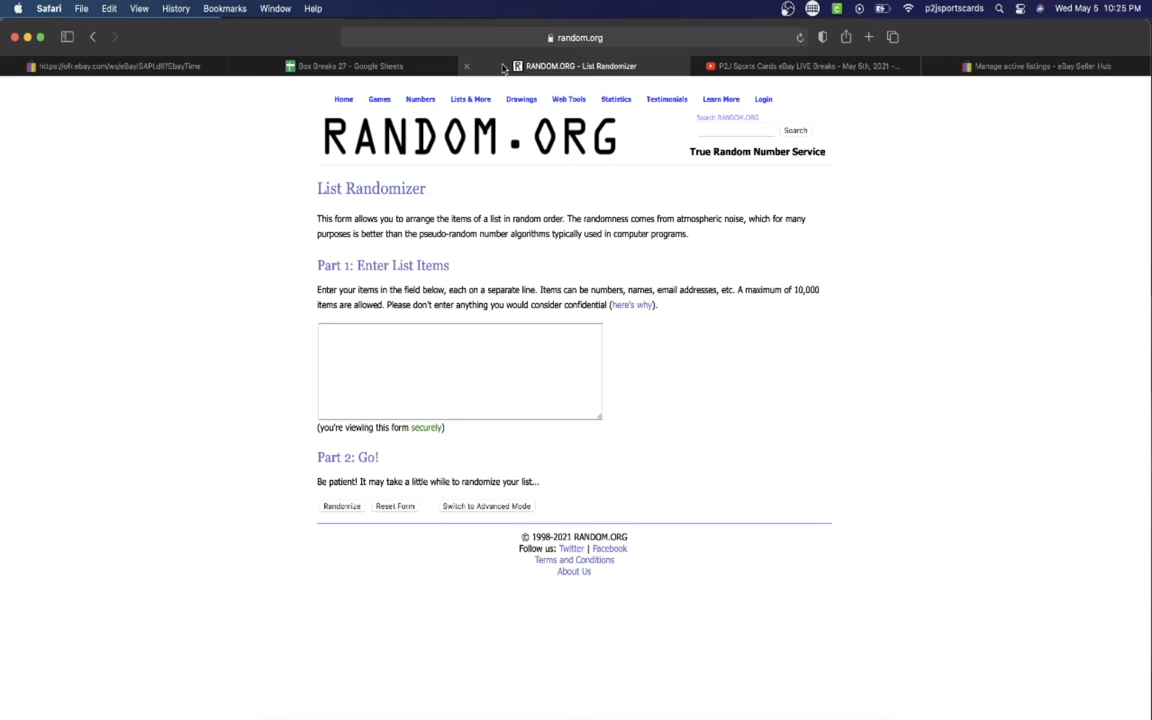 Safari File Edit View History Bookmarks Window Help p2jsportscards Wed May 5 10:25 PM
random.org
https://ofr.ebay.com/ws/eBayISAPI.dll?EbayTime Box Breaks 27 - Google Sheets RANDOM.ORG - List Randomizer P2J Sports Cards eBay LIVE Breaks - May 5th, 2021 -... Manage active listings - eBay Seller Hub
Home Games Numbers Lists & More Drawings Web Tools Statistics Testimonials Learn More Login
Search RANDOM.ORG
RANDOM.ORG
Search
True Random Number Service
List Randomizer
This form allows you to arrange the items of a list in random order. The randomness comes from atmospheric noise, which for many
purposes is better than the pseudo-random number algorithms typically used in computer programs.
Part 1: Enter List Items
Enter your items in the field below, each on a separate line. Items can be numbers, names, email addresses, etc. A maximum of 10,000
items are allowed. Please don't enter anything you would consider confidential (here's why).
(you're viewing this form securely)
Part 2: Go!
Be patient! It may take a little while to randomize your list...
Randomize Reset Form Switch to Advanced Mode
© 1998-2021 RANDOM.ORG
Follow us: Twitter | Facebook
Terms and Conditions
About Us